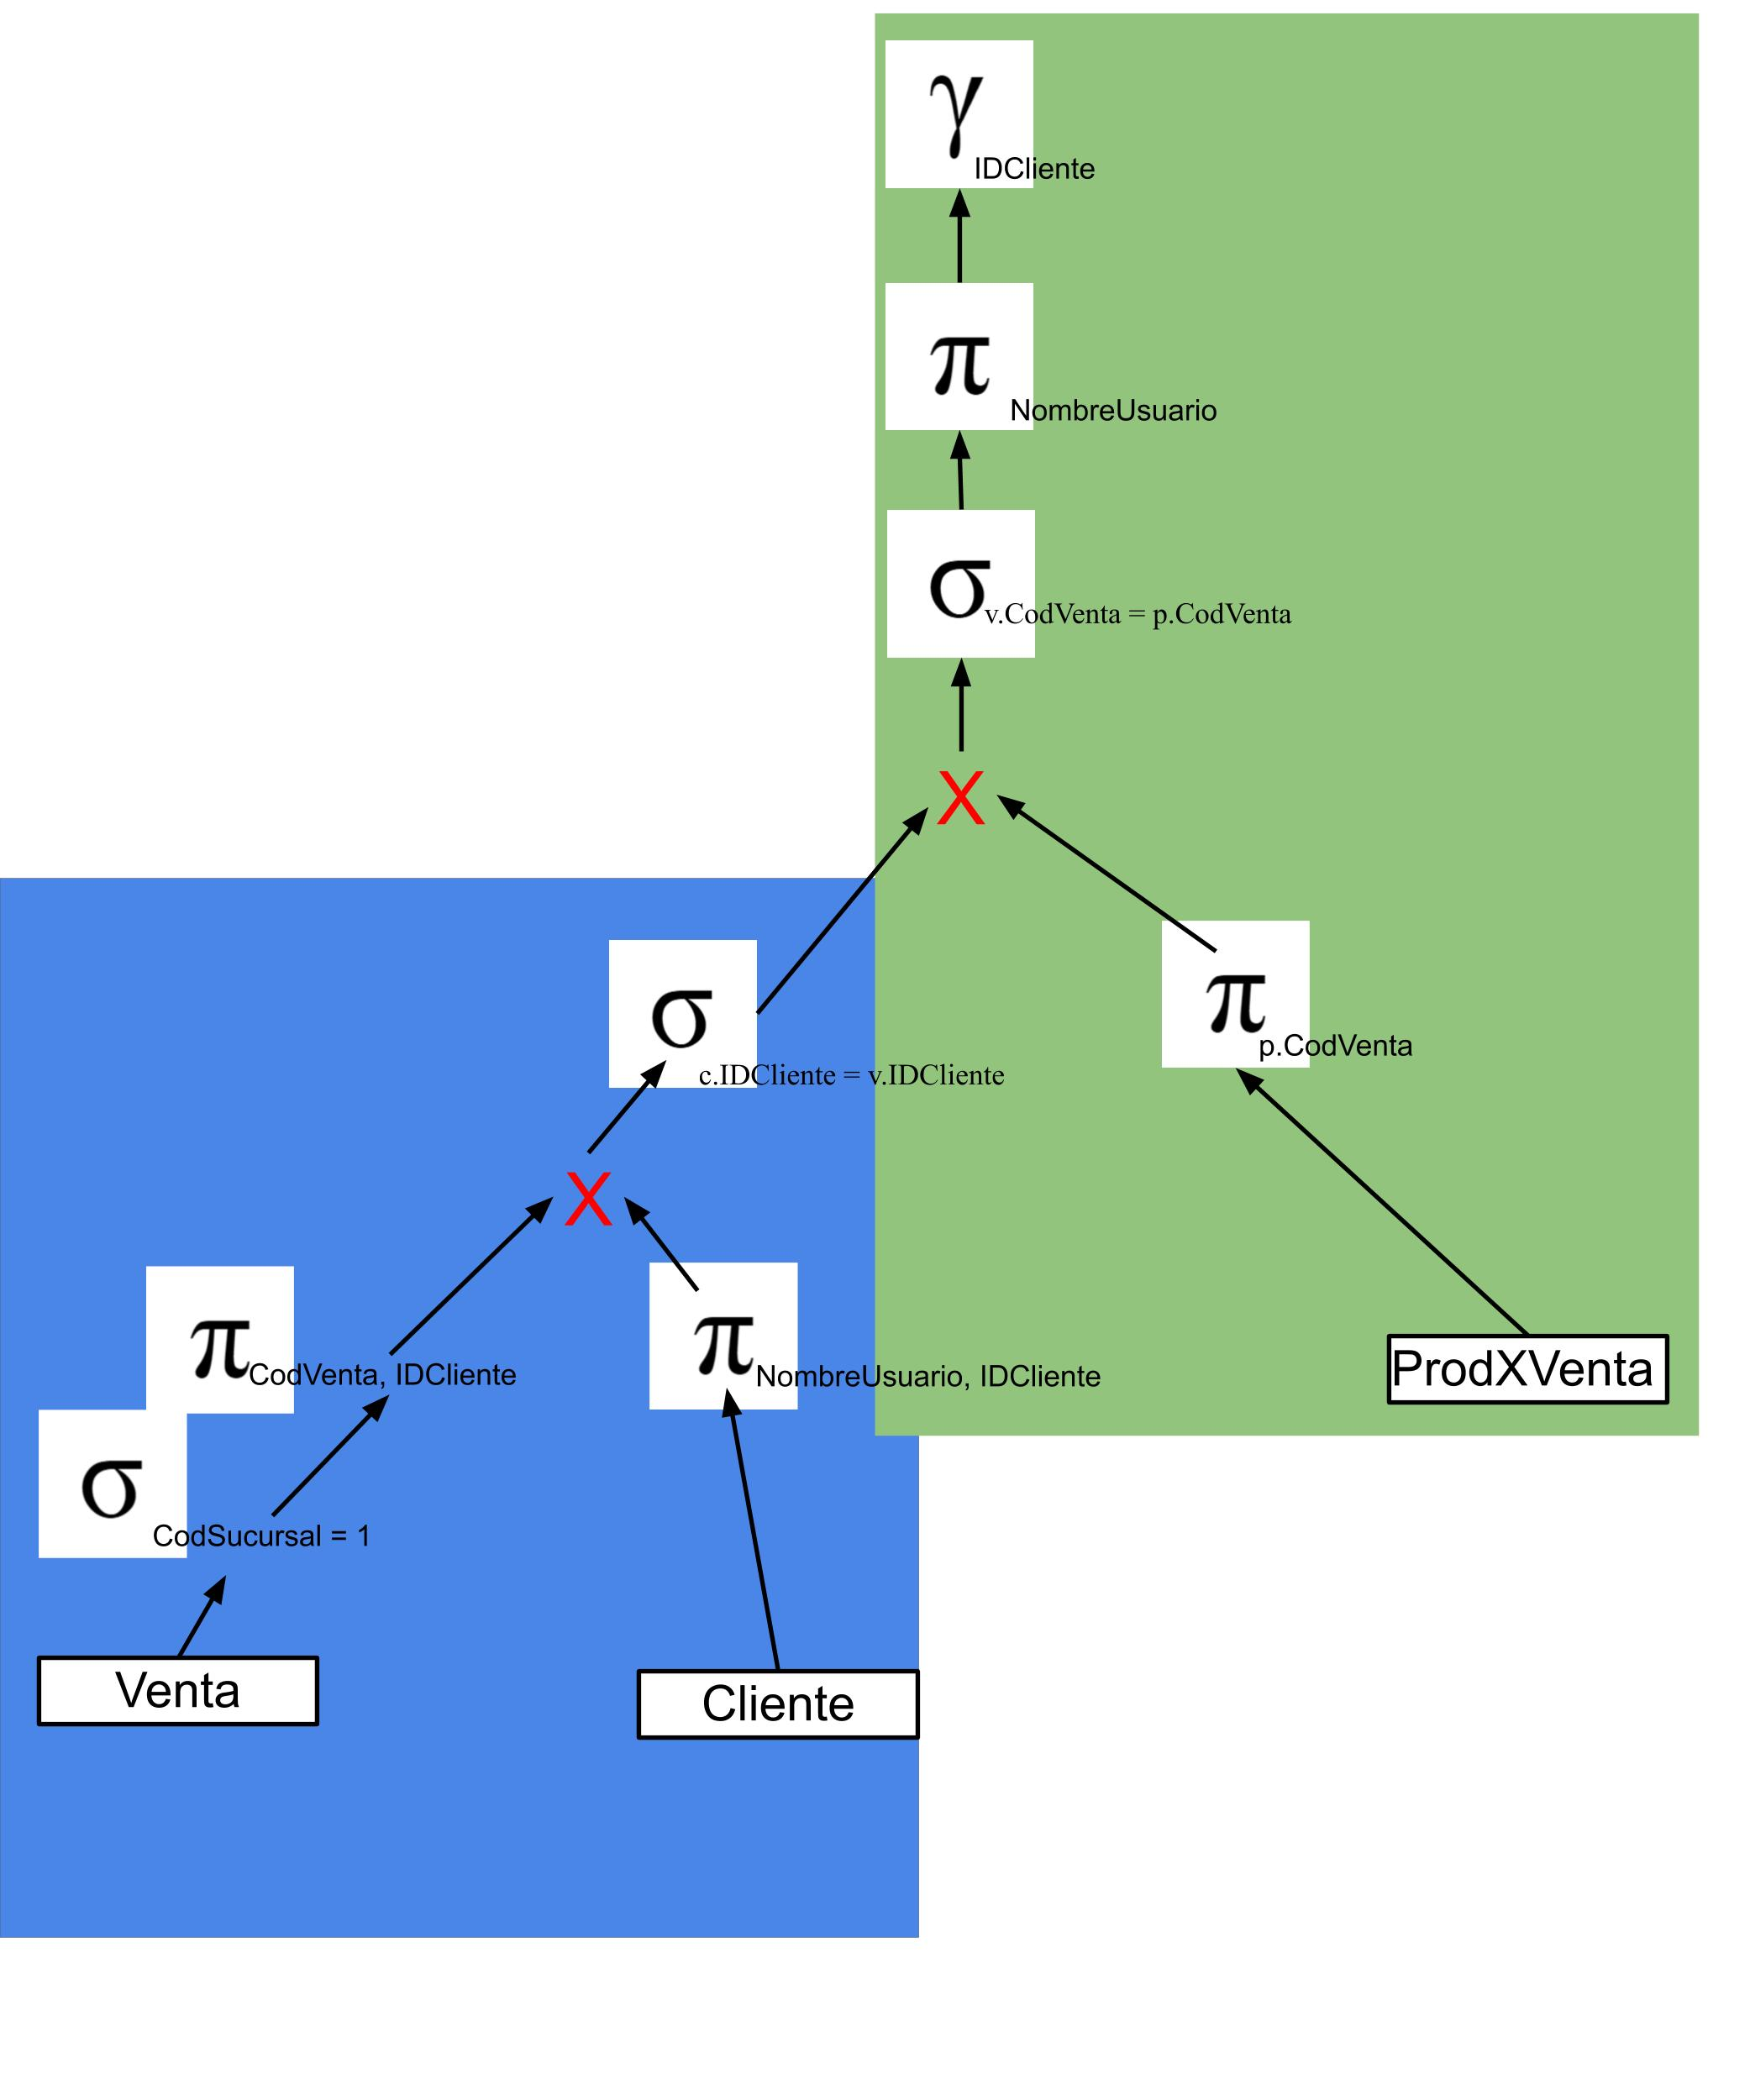 γ
IDCliente
π
NombreUsuario
σ
v.CodVenta = p.CodVenta
X
σ
c.IDCliente = v.IDCliente
π
p.CodVenta
X
π
CodVenta, IDCliente
π
NombreUsuario, IDCliente
ProdXVenta
σ
CodSucursal = 1
Venta
Cliente